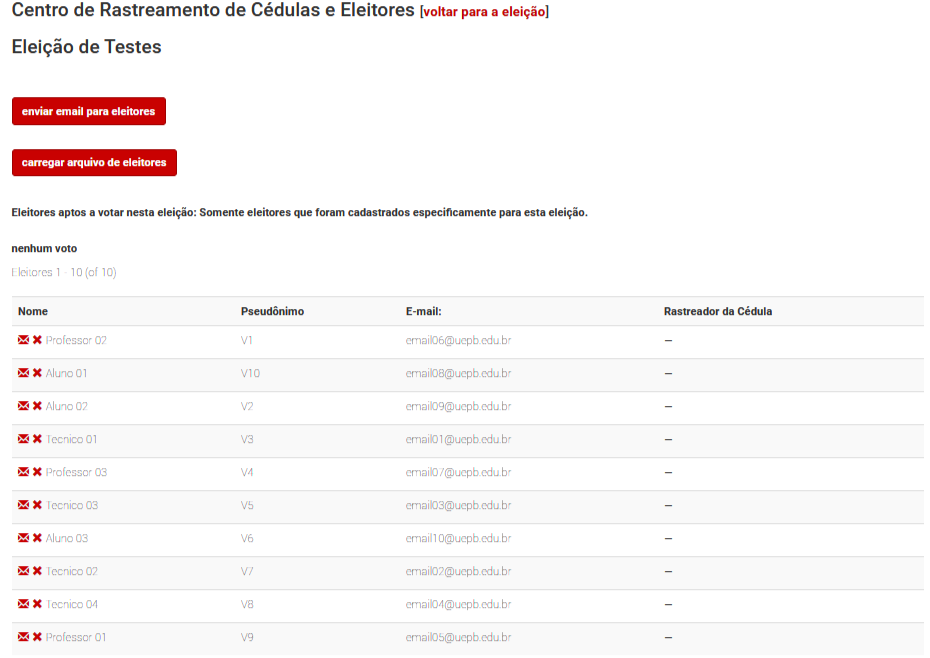 Centro de Rastreamento de Cédulas e Eleitores [voltar para a eleição]
Eleição de Testes
enviar email para eleitores
carregar arquivo de eleitores
Eleitores aptos a votar nesta eleição: Somente eleitores que foram cadastrados especificamente para esta eleição.
nenhum voto
Eleitores 1 - 10 (of 10)
Nome Pseudônimo E-mail: Rastreador da Cédula
Professor 02 V1 email06@uepb.edu.br –
Aluno 01 V10 email08@uepb.edu.br –
Aluno 02 V2 email09@uepb.edu.br –
Tecnico 01 V3 email01@uepb.edu.br –
Professor 03 V4 email07@uepb.edu.br –
Tecnico 03 V5 email03@uepb.edu.br –
Aluno 03 V6 email10@uepb.edu.br –
Tecnico 02 V7 email02@uepb.edu.br –
Tecnico 04 V8 email04@uepb.edu.br –
Professor 01 V9 email05@uepb.edu.br –